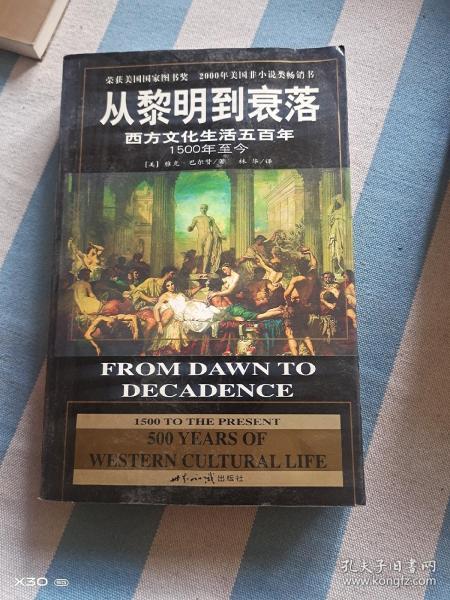 荣获美国国家图书奖 2000年美国非小说类畅销书
从黎明到衰落
西方文化生活五百年
1500年至今
[美] 雅克·巴尔赞/著 林华/译
FROM DAWN TO
DECADENCE
1500 TO THE PRESENT
500 YEARS OF
WESTERN CULTURAL LIFE
世界知识出版社
X30
孔夫子旧书网
www.kongfz.com